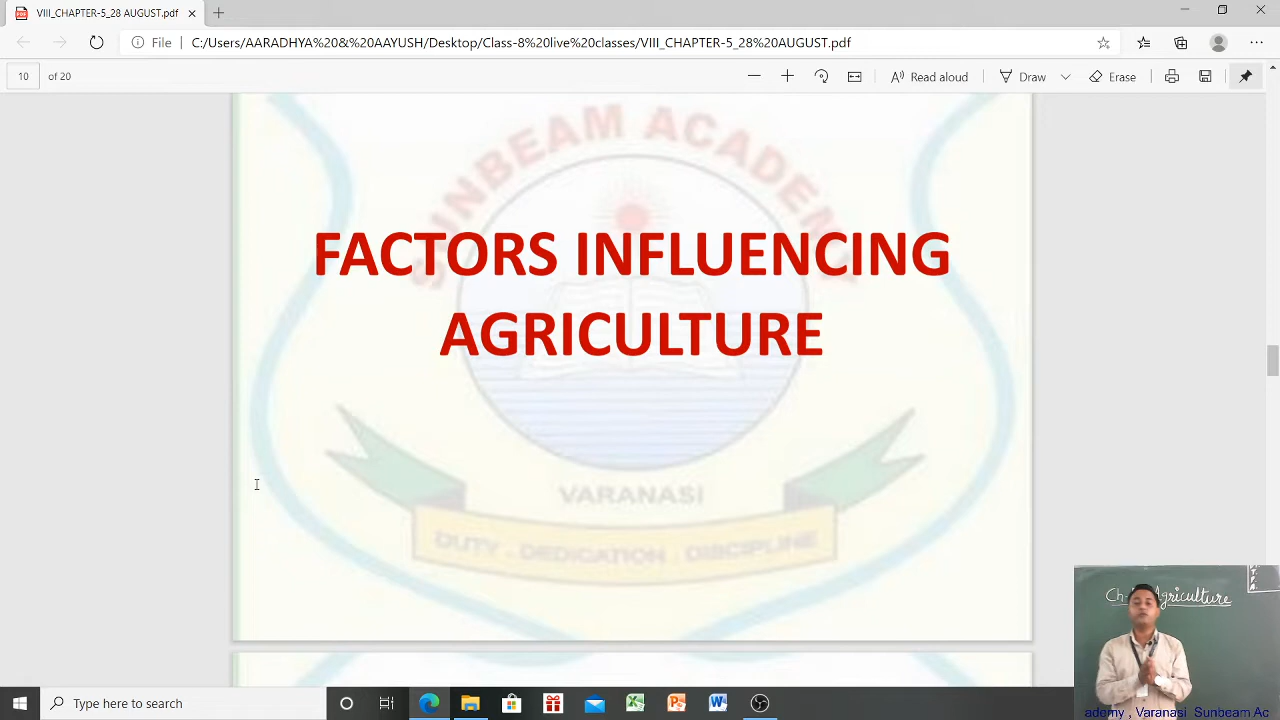 VIII_CHAPTER-5_28 AUGUST.pdf
File
C:/Users/AARADHYA%20&%20AAYUSH/Desktop/Class-8%20live%20classes/VIII_CHAPTER-5_28%20AUGUST.pdf
10 of 20
Read aloud
Draw
Erase
SUNBEAM ACADEMY
FACTORS INFLUENCING
AGRICULTURE
VARANASI
DUTY . DEDICATION . DISCIPLINE
Ch- Agriculture
Type here to search
ademy , Varanasi Sunbeam Ac